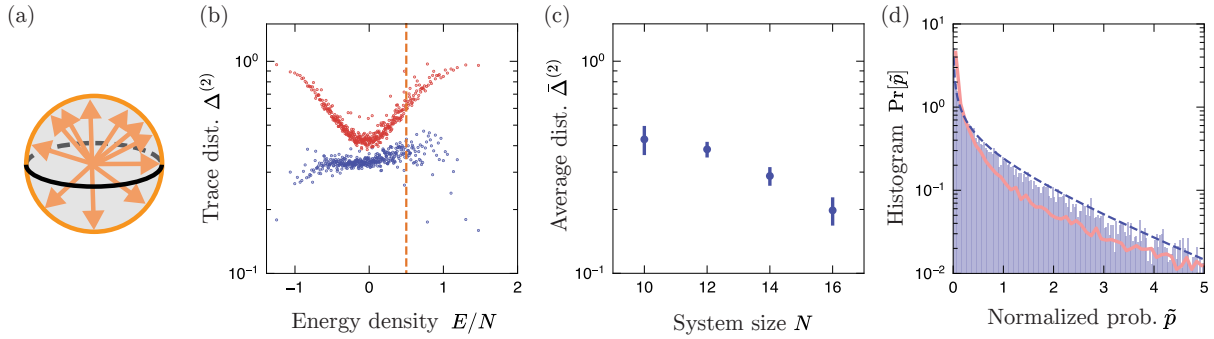 (a)
(b)
Trace dist. Δ^(2)
10^0
10^−1
−1 0 1 2
Energy density E/N
(c)
Average dist. Δ̄^(2)
10^0
10^−1
10 12 14 16
System size N
(d)
Histogram Pr[p̃]
10^1
10^0
10^−1
10^−2
0 1 2 3 4 5
Normalized prob. p̃